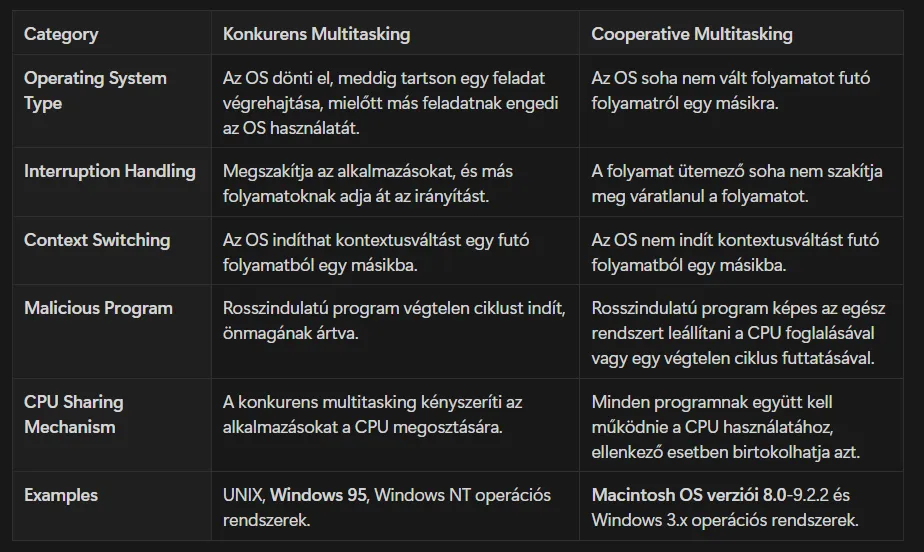 Category
Konkurens Multitasking
Cooperative Multitasking
Operating System
Type
Az OS dönti el, meddig tartson egy feladat
végrehajtása, mielőtt más feladatnak engedi
az OS használatát.
Az OS soha nem vált folyamatot futó
folyamatról egy másikra.
Interruption Handling
Megszakítja az alkalmazásokat, és más
folyamatoknak adja át az irányítást.
A folyamat ütemező soha nem szakítja
meg váratlanul a folyamatot.
Context Switching
Az OS indíthat kontextusváltást egy futó
folyamatból egy másikba.
Az OS nem indít kontextusváltást futó
folyamatból egy másikba.
Malicious Program
Rosszindulatú program végtelen ciklust indít,
önmagának ártva.
Rosszindulatú program képes az egész
rendszert leállítani a CPU foglalásával
vagy egy végtelen ciklus futtatásával.
CPU Sharing
Mechanism
A konkurens multitasking kényszeríti az
alkalmazásokat a CPU megosztására.
Minden programnak együtt kell
működnie a CPU használatához,
ellenkező esetben birtokolhatja azt.
Examples
UNIX, Windows 95, Windows NT operációs
rendszerek.
Macintosh OS verziói 8.0-9.2.2 és
Windows 3.x operációs rendszerek.